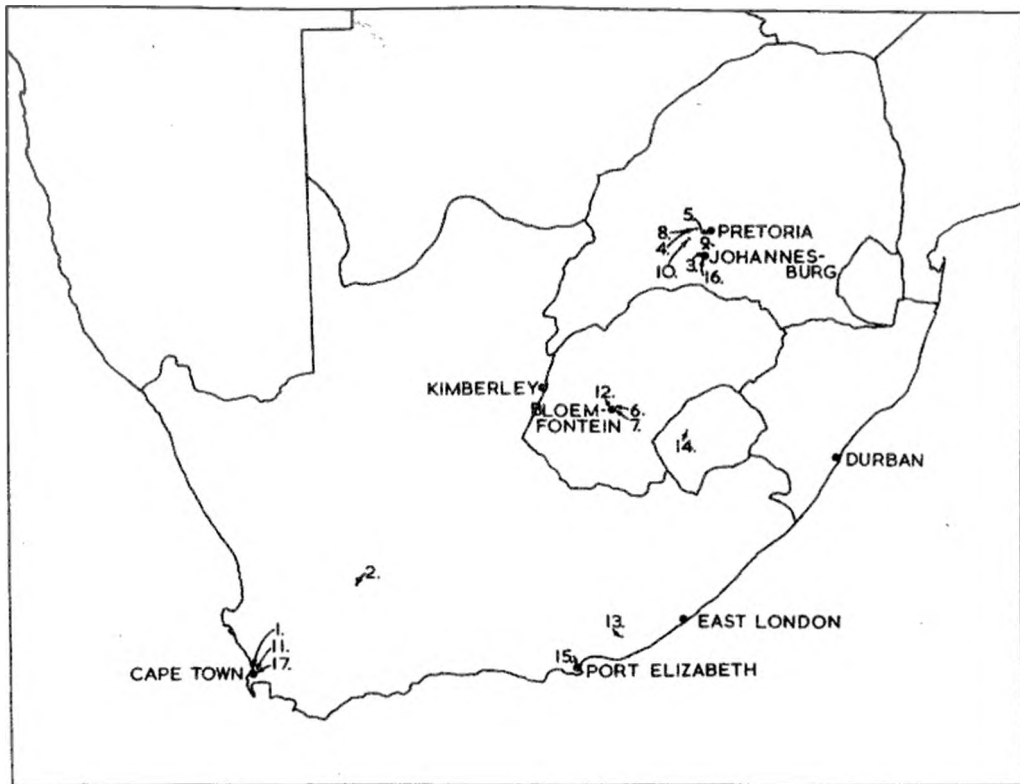 5.
8.
PRETORIA
4.
9.
JOHANNES-
BURG
10.
3.
16.
KIMBERLEY
12.
BLOEM-
FONTEIN
6.
7.
14.
DURBAN
2.
13.
EAST LONDON
1.
11.
17.
CAPE TOWN
15.
PORT ELIZABETH